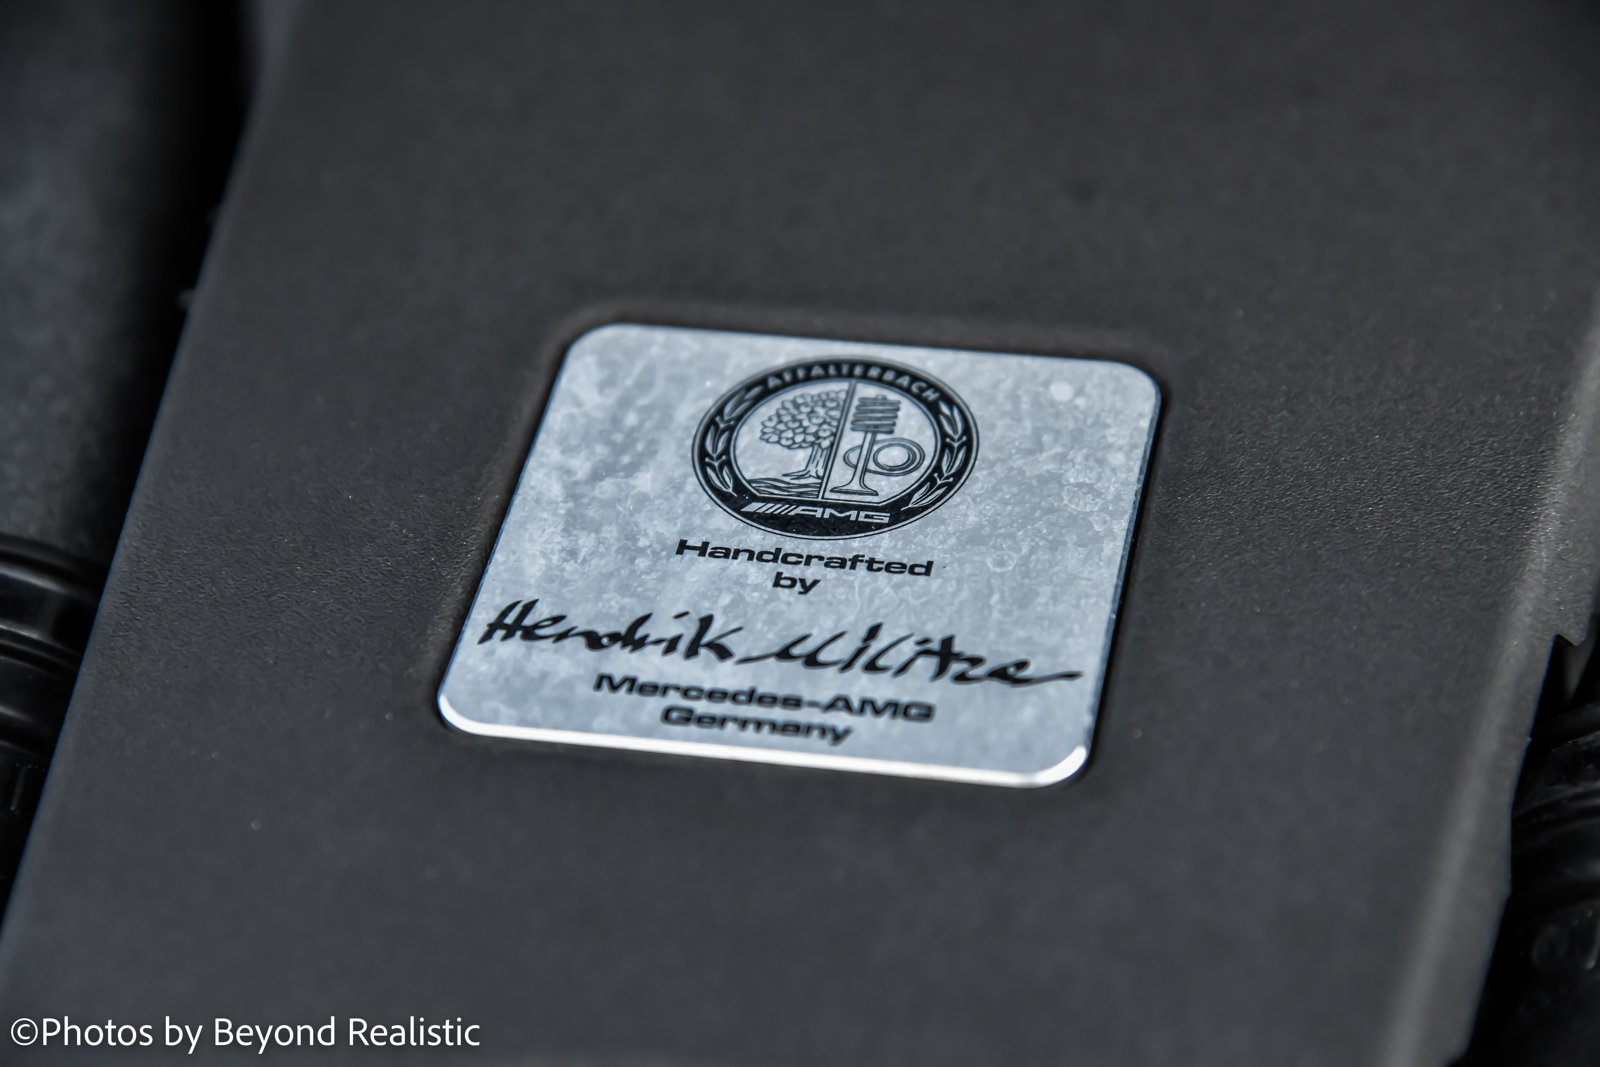 AFFALTERBACH
AMG
Handcrafted
by
Hendrik Militze
Mercedes-AMG
Germany
©Photos by Beyond Realistic